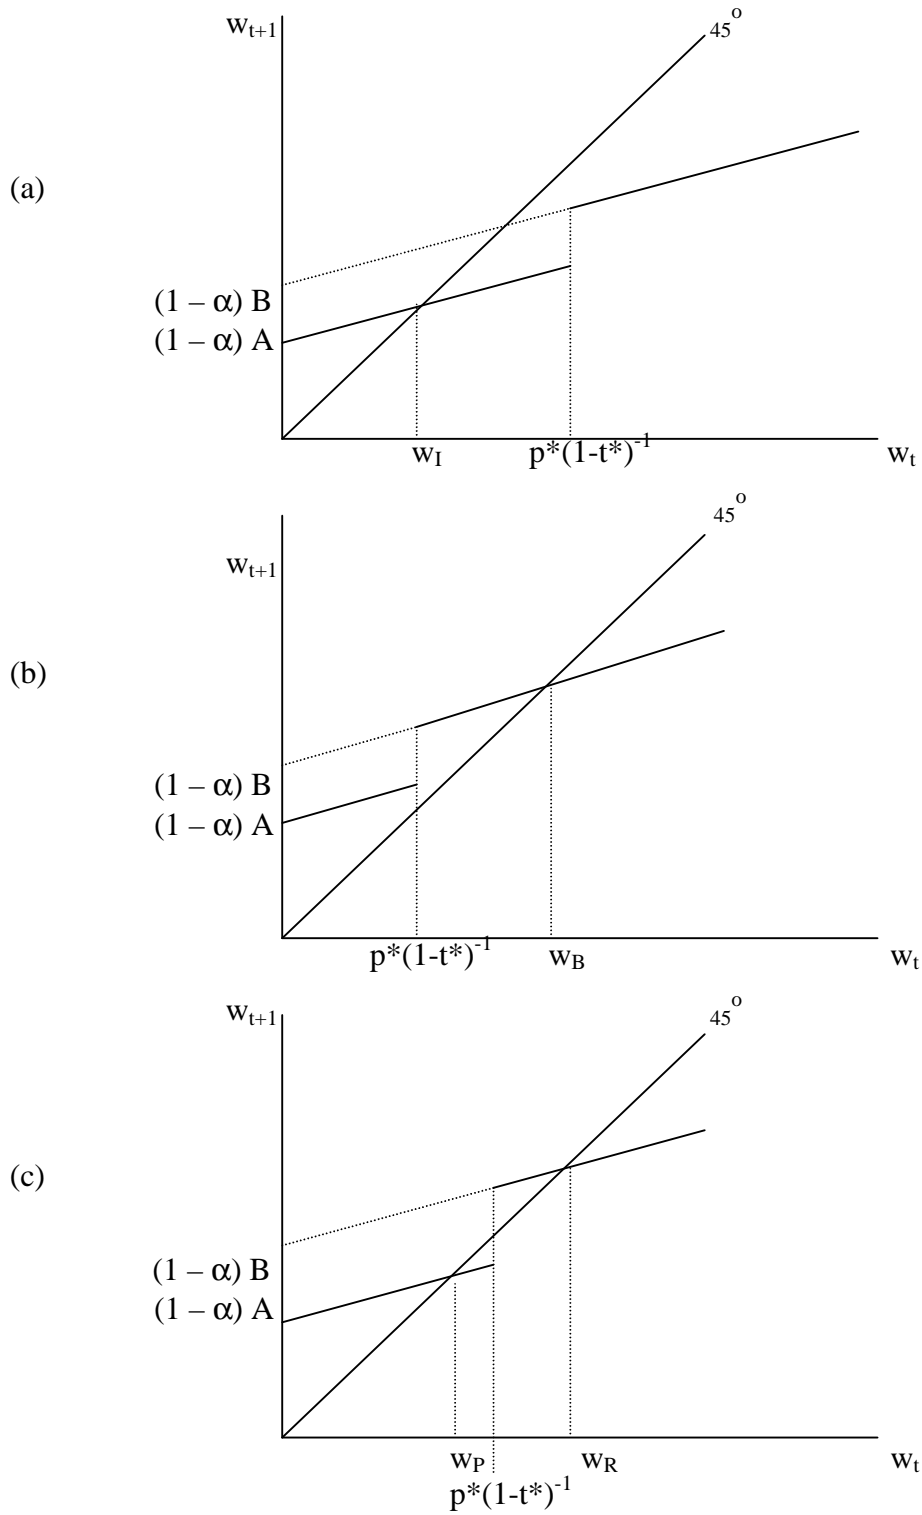 w_{t+1}
45^o
(a)
(1 – α) B
(1 – α) A
w_I
p*(1-t*)^{-1}
w_t
45^o
w_{t+1}
(b)
(1 – α) B
(1 – α) A
p*(1-t*)^{-1}
w_B
w_t
w_{t+1}
45^o
(c)
(1 – α) B
(1 – α) A
w_P
w_R
w_t
p*(1-t*)^{-1}